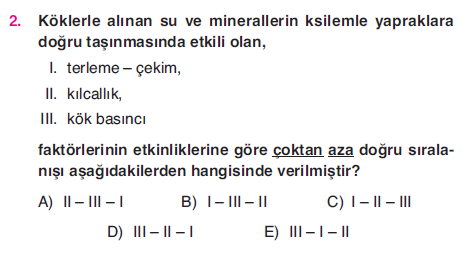 2. Köklerle alınan su ve minerallerin ksilemle yapraklara
doğru taşınmasında etkili olan,
I. terleme – çekim,
II. kılcallık,
III. kök basıncı
faktörlerinin etkinliklerine göre çoktan aza doğru sırala-
nışı aşağıdakilerden hangisinde verilmiştir?
A) II – III – I B) I – III – II C) I – II – III
D) III – II – I E) III – I – II